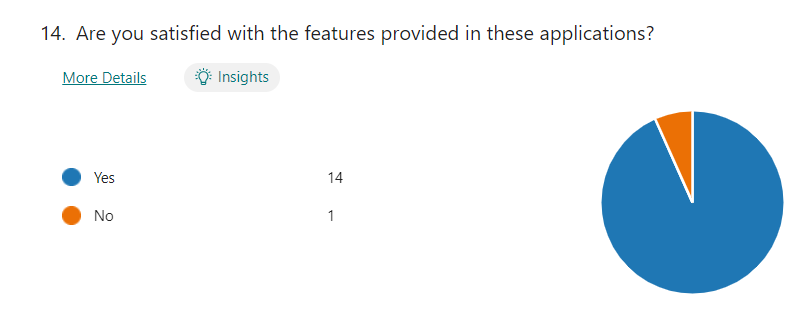 14. Are you satisfied with the features provided in these applications?
More Details Insights
Yes 14
No 1